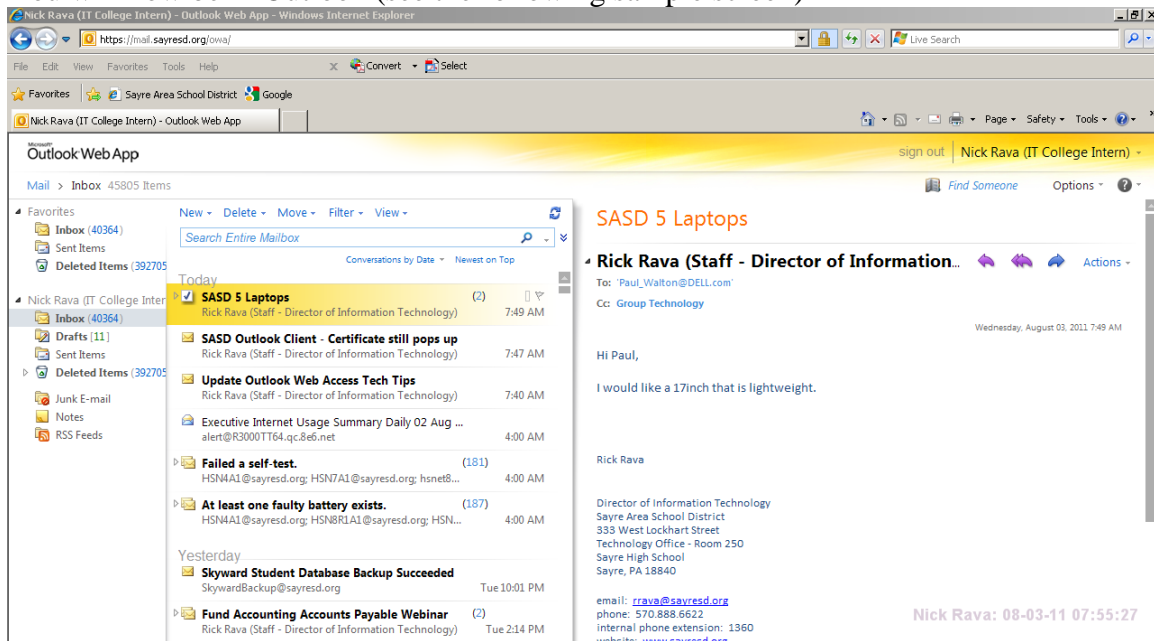 Nick Rava (IT College Intern) - Outlook Web App - Windows Internet Explorer
https://mail.sayresd.org/owa/
Live Search
File Edit View Favorites Tools Help x Convert Select
Favorites Sayre Area School District Google
Nick Rava (IT College Intern) - Outlook Web App
Page Safety Tools
Microsoft
Outlook Web App
sign out Nick Rava (IT College Intern)
Mail > Inbox 45805 Items
Find Someone Options
Favorites
Inbox (40364)
Sent Items
Deleted Items (392705
Nick Rava (IT College Inter
Inbox (40364)
Drafts [11]
Sent Items
Deleted Items (392705
Junk E-mail
Notes
RSS Feeds
New Delete Move Filter View
Search Entire Mailbox
Conversations by Date Newest on Top
Today
SASD 5 Laptops (2)
Rick Rava (Staff - Director of Information Technology) 7:49 AM
SASD Outlook Client - Certificate still pops up
Rick Rava (Staff - Director of Information Technology) 7:47 AM
Update Outlook Web Access Tech Tips
Rick Rava (Staff - Director of Information Technology) 7:40 AM
Executive Internet Usage Summary Daily 02 Aug ...
alert@R3000TT64.qc.8e6.net 4:00 AM
Failed a self-test. (181)
HSN4A1@sayresd.org; HSN7A1@sayresd.org; hsnet8... 4:00 AM
At least one faulty battery exists. (187)
HSN4A1@sayresd.org; HSN8R1A1@sayresd.org; HSN... 4:00 AM
Yesterday
Skyward Student Database Backup Succeeded
SkywardBackup@sayresd.org Tue 10:01 PM
Fund Accounting Accounts Payable Webinar (2)
Rick Rava (Staff - Director of Information Technology) Tue 2:14 PM
SASD 5 Laptops
Rick Rava (Staff - Director of Information...
Actions
To: 'Paul_Walton@DELL.com'
Cc: Group Technology
Wednesday, August 03, 2011 7:49 AM
Hi Paul,
I would like a 17inch that is lightweight.
Rick Rava
Director of Information Technology
Sayre Area School District
333 West Lockhart Street
Technology Office - Room 250
Sayre High School
Sayre, PA 18840
email: rrava@sayresd.org
phone: 570.888.6622
internal phone extension: 1360
website: www.sayresd.org
Nick Rava: 08-03-11 07:55:27